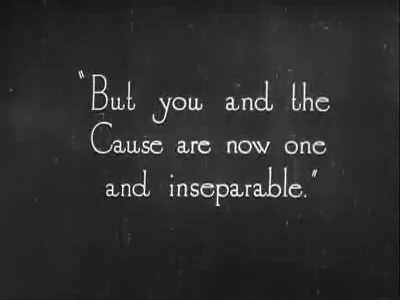 "But you and the
Cause are now one
and inseparable."